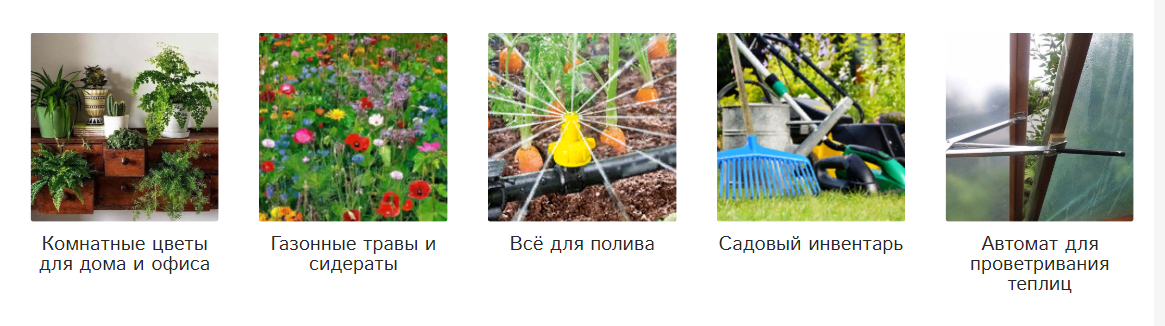 Комнатные цветы
для дома и офиса
Газонные травы и
сидераты
Всё для полива
Садовый инвентарь
Автомат для
проветривания
теплиц